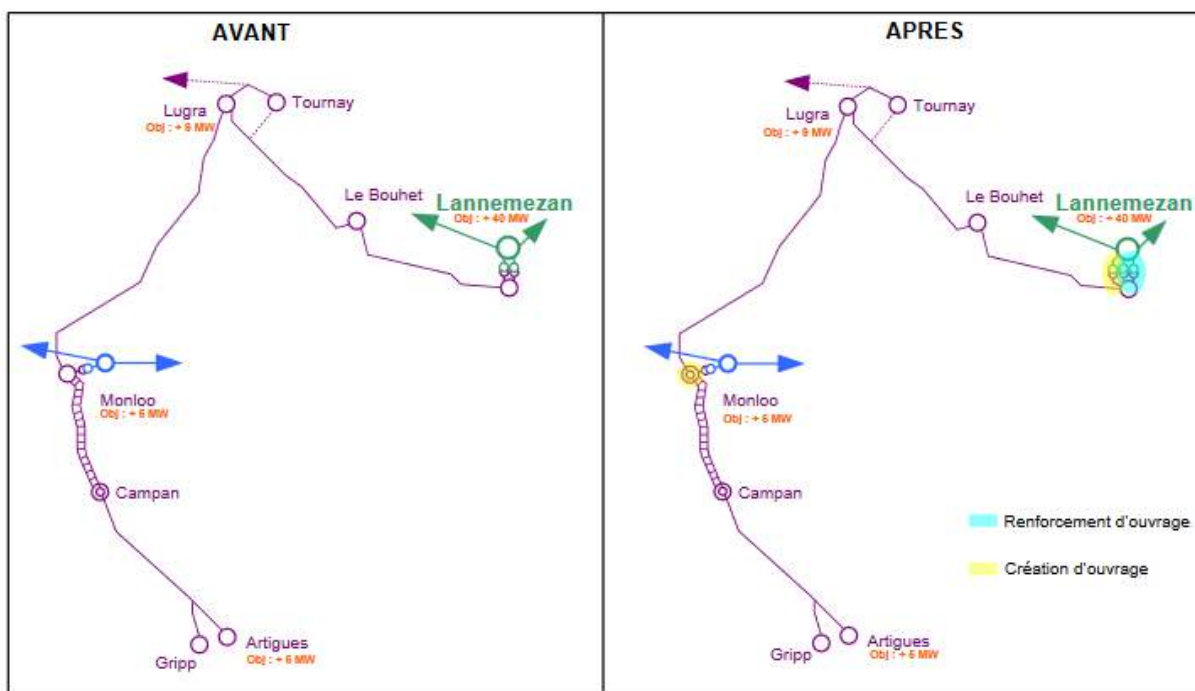 AVANT
Lugra
Obj : + 9 MW
Tournay
Le Bouhet
Lannemezan
Obj : + 40 MW
Monloo
Obj : + 6 MW
Campan
Gripp
Artigues
Obj : + 6 MW
APRES
Lugra
Obj : + 9 MW
Tournay
Le Bouhet
Lannemezan
Obj : + 40 MW
Monloo
Obj : + 6 MW
Campan
Renforcement d'ouvrage
Création d'ouvrage
Gripp
Artigues
Obj : + 6 MW